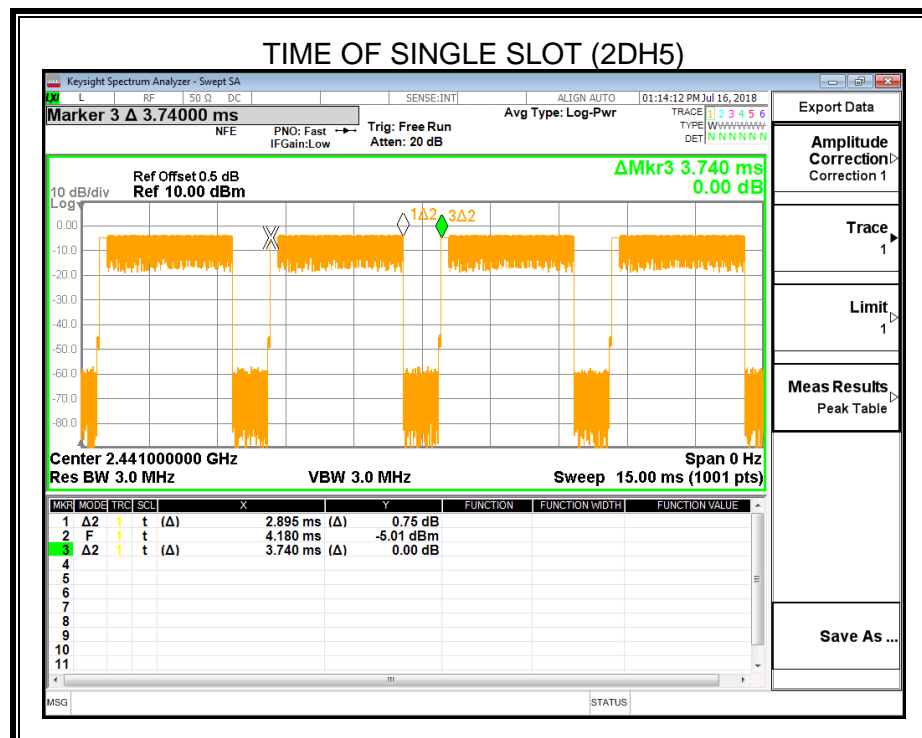 TIME OF SINGLE SLOT (2DH5)
Keysight Spectrum Analyzer - Swept SA
LXI L RF 50 Ω DC SENSE:INT ALIGN AUTO 01:14:12 PM Jul 16, 2018
Marker 3 Δ 3.74000 ms
NFE
PNO: Fast
IFGain:Low
Trig: Free Run
Atten: 20 dB
Avg Type: Log-Pwr
TRACE 1 2 3 4 5 6
TYPE WWWWWW
DET N N N N N N
ΔMkr3 3.740 ms
0.00 dB
Ref Offset 0.5 dB
10 dB/div Ref 10.00 dBm
Log
1Δ2 3Δ2
0.00
-10.0
-20.0
-30.0
-40.0
-50.0
-60.0
-70.0
-80.0
Center 2.441000000 GHz Span 0 Hz
Res BW 3.0 MHz VBW 3.0 MHz Sweep 15.00 ms (1001 pts)
MKR MODE TRC SCL X Y FUNCTION FUNCTION WIDTH FUNCTION VALUE
1 Δ2 1 t (Δ) 2.895 ms (Δ) 0.75 dB
2 F 1 t 4.180 ms -5.01 dBm
3 Δ2 1 t (Δ) 3.740 ms (Δ) 0.00 dB
4
5
6
7
8
9
10
11
MSG STATUS
Export Data
Amplitude
Correction
Correction 1
Trace
1
Limit
1
Meas Results
Peak Table
Save As ...